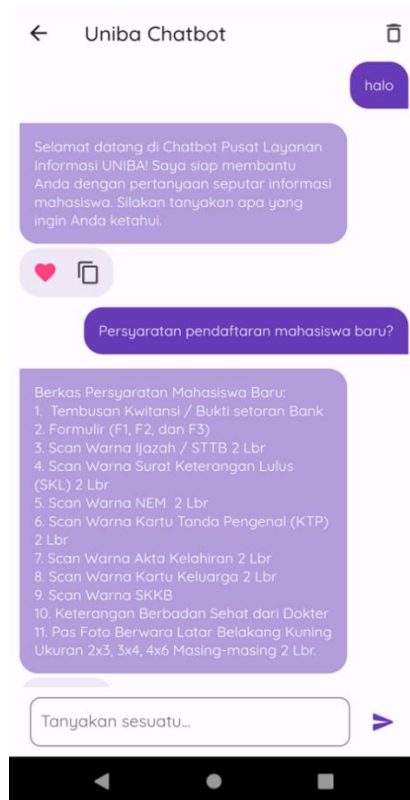 Uniba Chatbot
halo
Selamat datang di Chatbot Pusat Layanan
Informasi UNIBA! Saya siap membantu
Anda dengan pertanyaan seputar informasi
mahasiswa. Silakan tanyakan apa yang
ingin Anda ketahui.
Persyaratan pendaftaran mahasiswa baru?
Berkas Persyaratan Mahasiswa Baru:
1. Tembusan Kwitansi / Bukti setoran Bank
2. Formulir (F1, F2, dan F3)
3. Scan Warna Ijazah / STTB 2 Lbr
4. Scan Warna Surat Keterangan Lulus
(SKL) 2 Lbr
5. Scan Warna NEM 2 Lbr
6. Scan Warna Kartu Tanda Pengenal (KTP)
2 Lbr
7. Scan Warna Akta Kelahiran 2 Lbr
8. Scan Warna Kartu Keluarga 2 Lbr
9. Scan Warna SKKB
10. Keterangan Berbadan Sehat dari Dokter
11. Pas Foto Berwara Latar Belakang Kuning
Ukuran 2x3, 3x4, 4x6 Masing-masing 2 Lbr.
Tanyakan sesuatu...